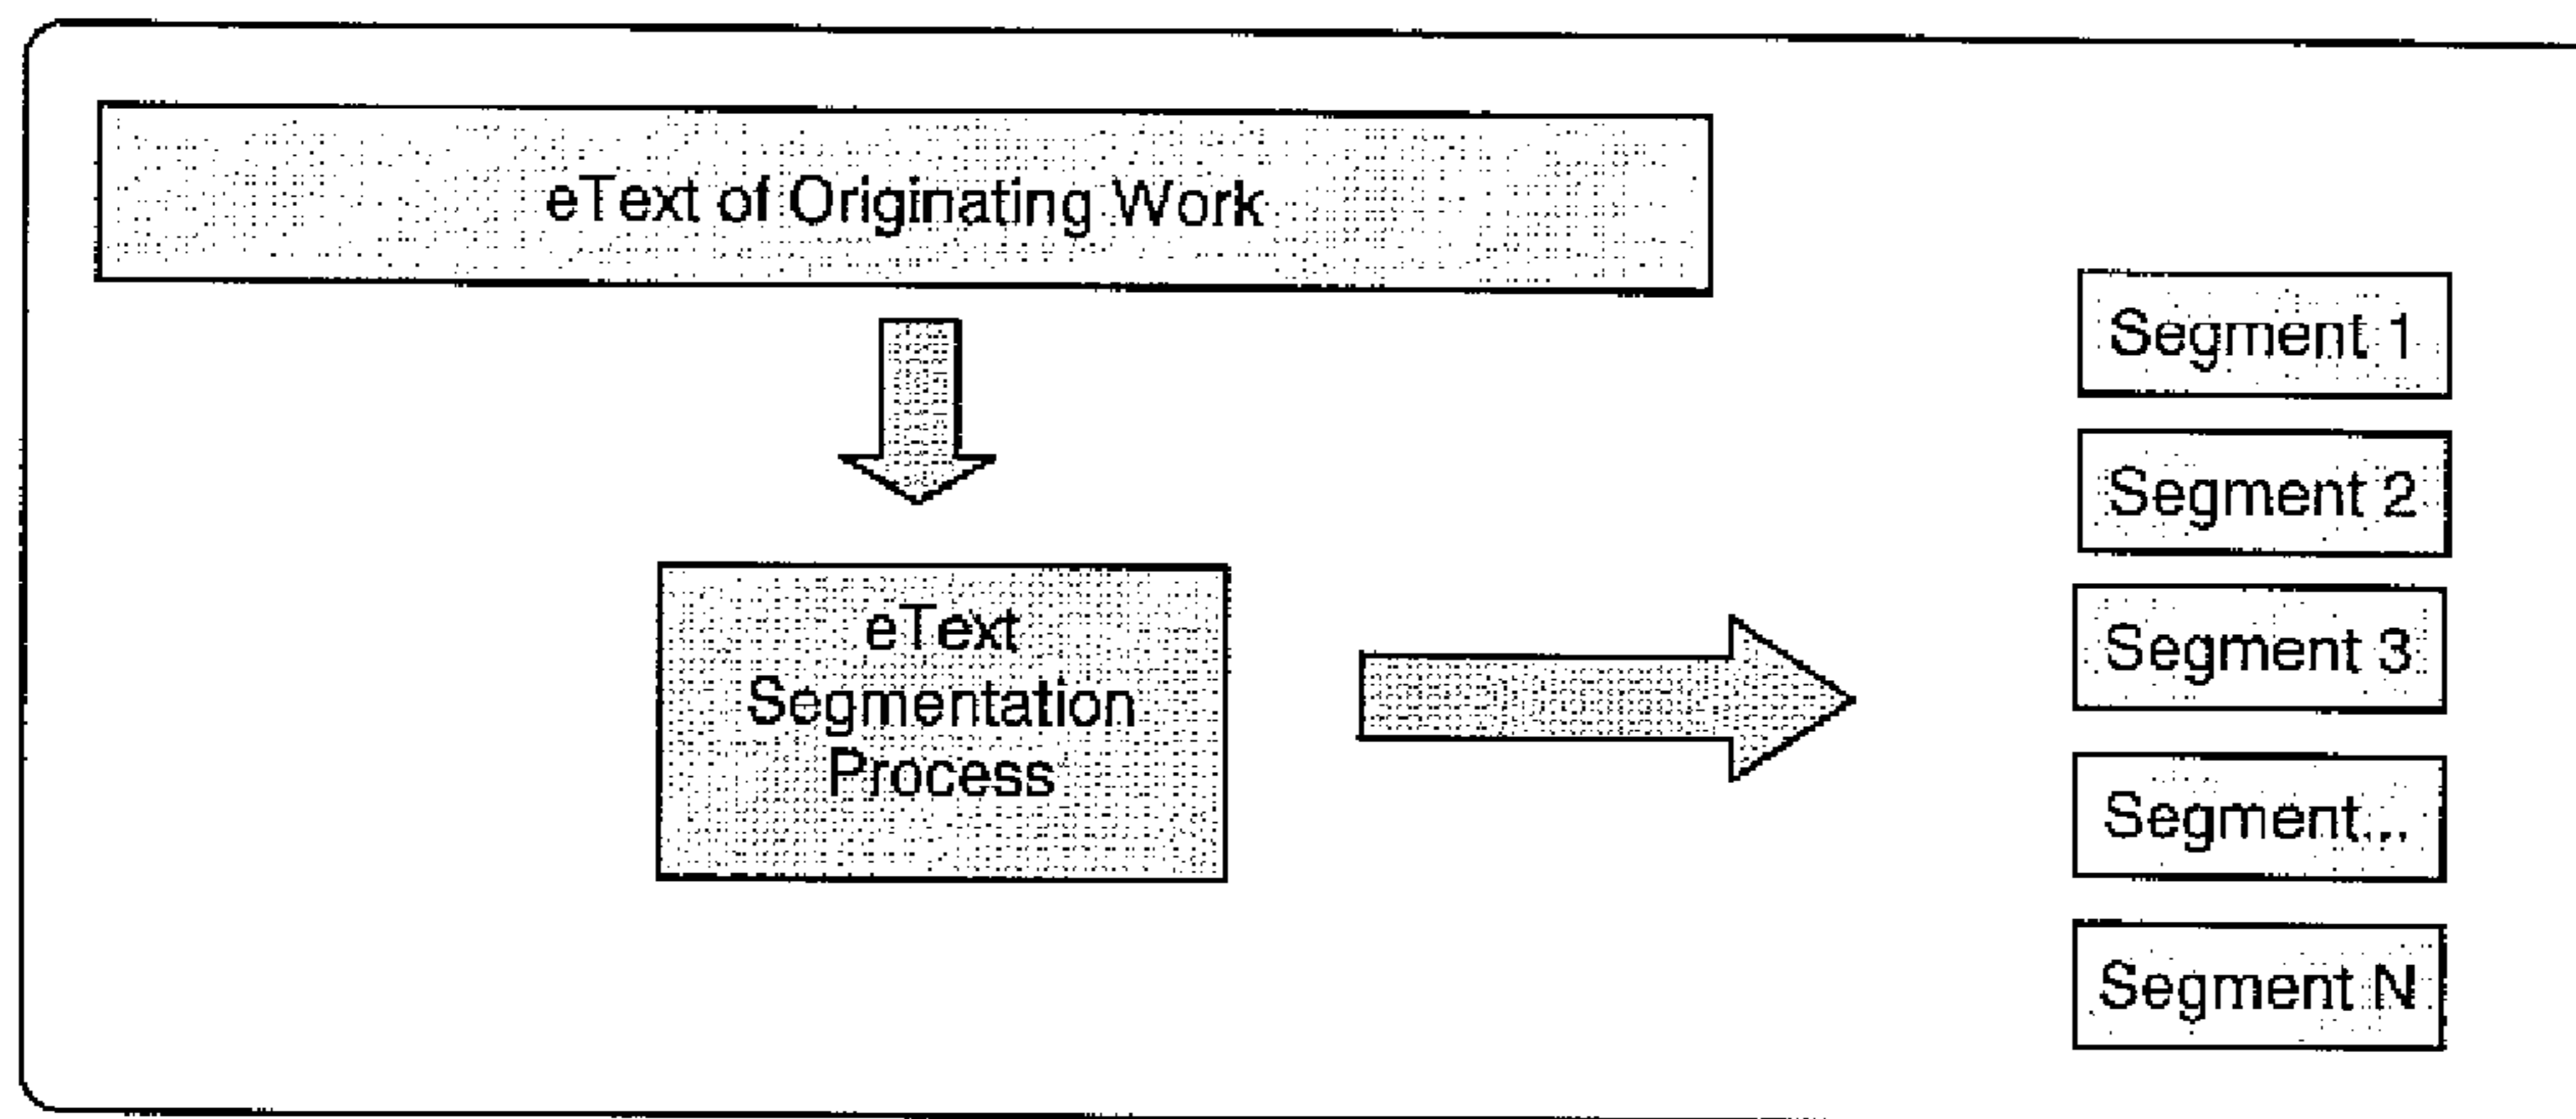 eText of Originating Work
eText
Segmentation
Process
Segment 1
Segment 2
Segment 3
Segment...
Segment N